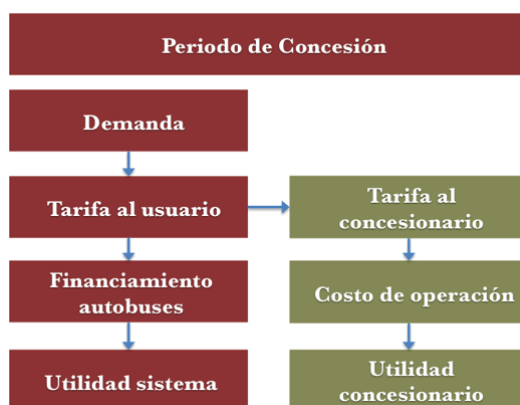 Periodo de Concesión
Demanda
Tarifa al usuario
Tarifa al
concesionario
Financiamiento
autobuses
Costo de operación
Utilidad sistema
Utilidad
concesionario